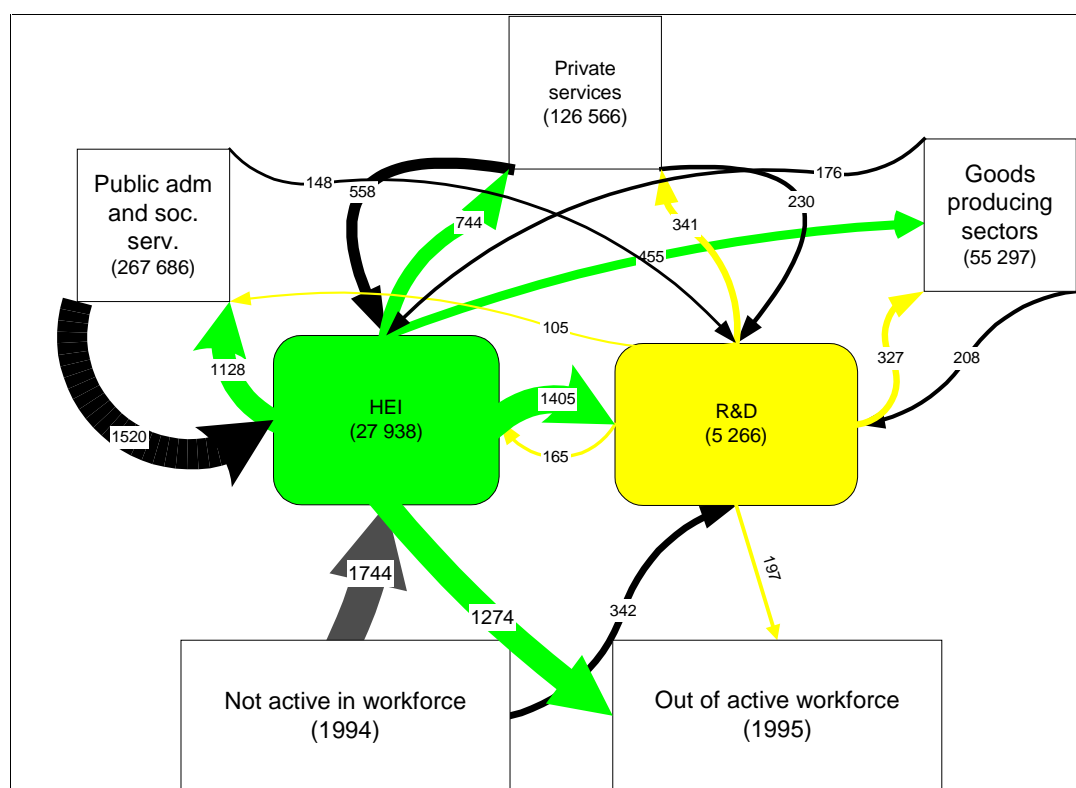 Private
services
(126 566)
Public adm
and soc.
serv.
(267 686)
Goods
producing
sectors
(55 297)
148
558
176
230
744
341
455
105
1128
327
208
1405
HEI
(27 938)
R&D
(5 266)
1520
165
1744
197
1274
342
Not active in workforce
(1994)
Out of active workforce
(1995)